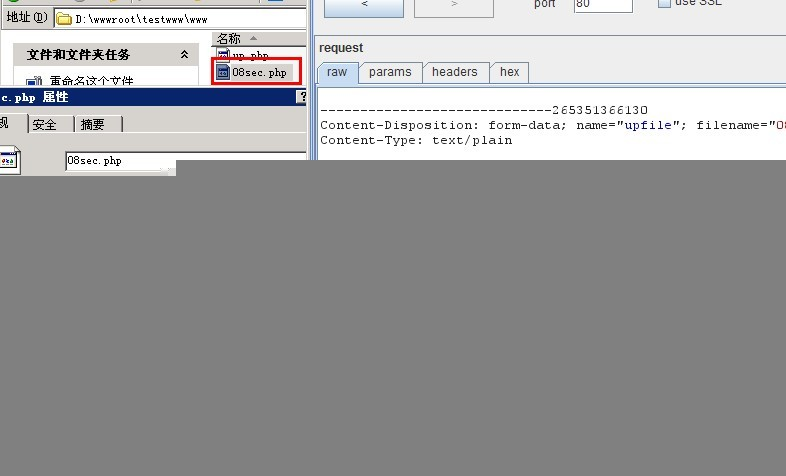 地址(D) D:\wwwroot\testwww\www
文件和文件夹任务
重命名这个文件
名称
up.php
08sec.php
c.php 属性
规 安全 摘要
08sec.php
< > port 80 use SSL
request
raw params headers hex
-----------------------------265351366130
Content-Disposition: form-data; name="upfile"; filename="08
Content-Type: text/plain